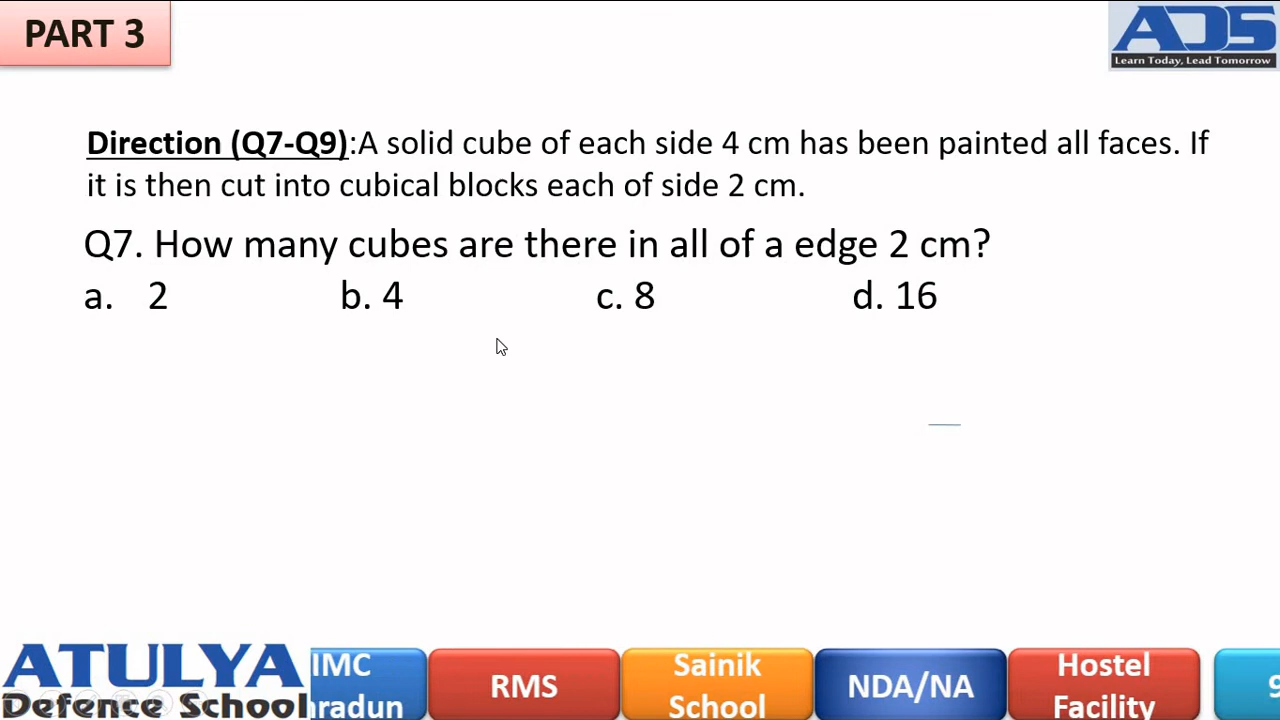 PART 3
ADS
Learn Today, Lead Tomorrow
Direction (Q7-Q9):A solid cube of each side 4 cm has been painted all faces. If
it is then cut into cubical blocks each of side 2 cm.
Q7. How many cubes are there in all of a edge 2 cm?
a. 2 b. 4 c. 8 d. 16
ATULYA
Defence School
IMC
hradun
RMS
Sainik
School
NDA/NA
Hostel
Facility
9